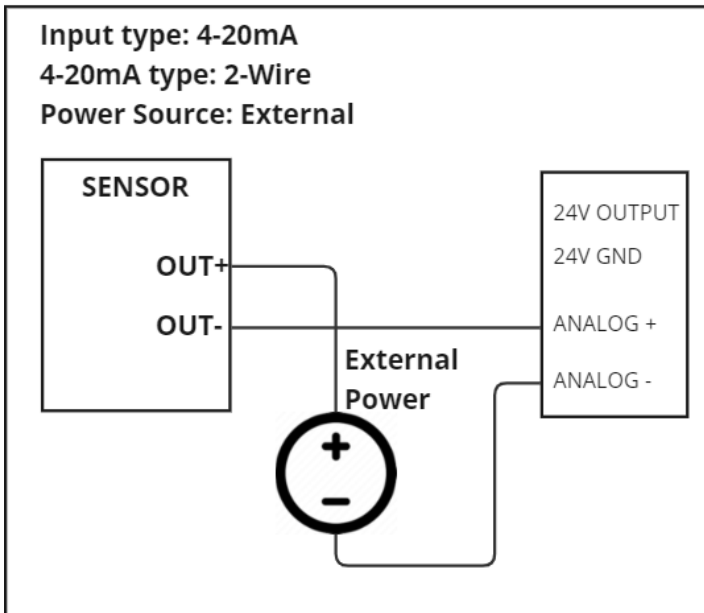 Input type: 4-20mA
4-20mA type: 2-Wire
Power Source: External
SENSOR
OUT+
OUT-
24V OUTPUT
24V GND
ANALOG +
ANALOG -
External
Power
+
−